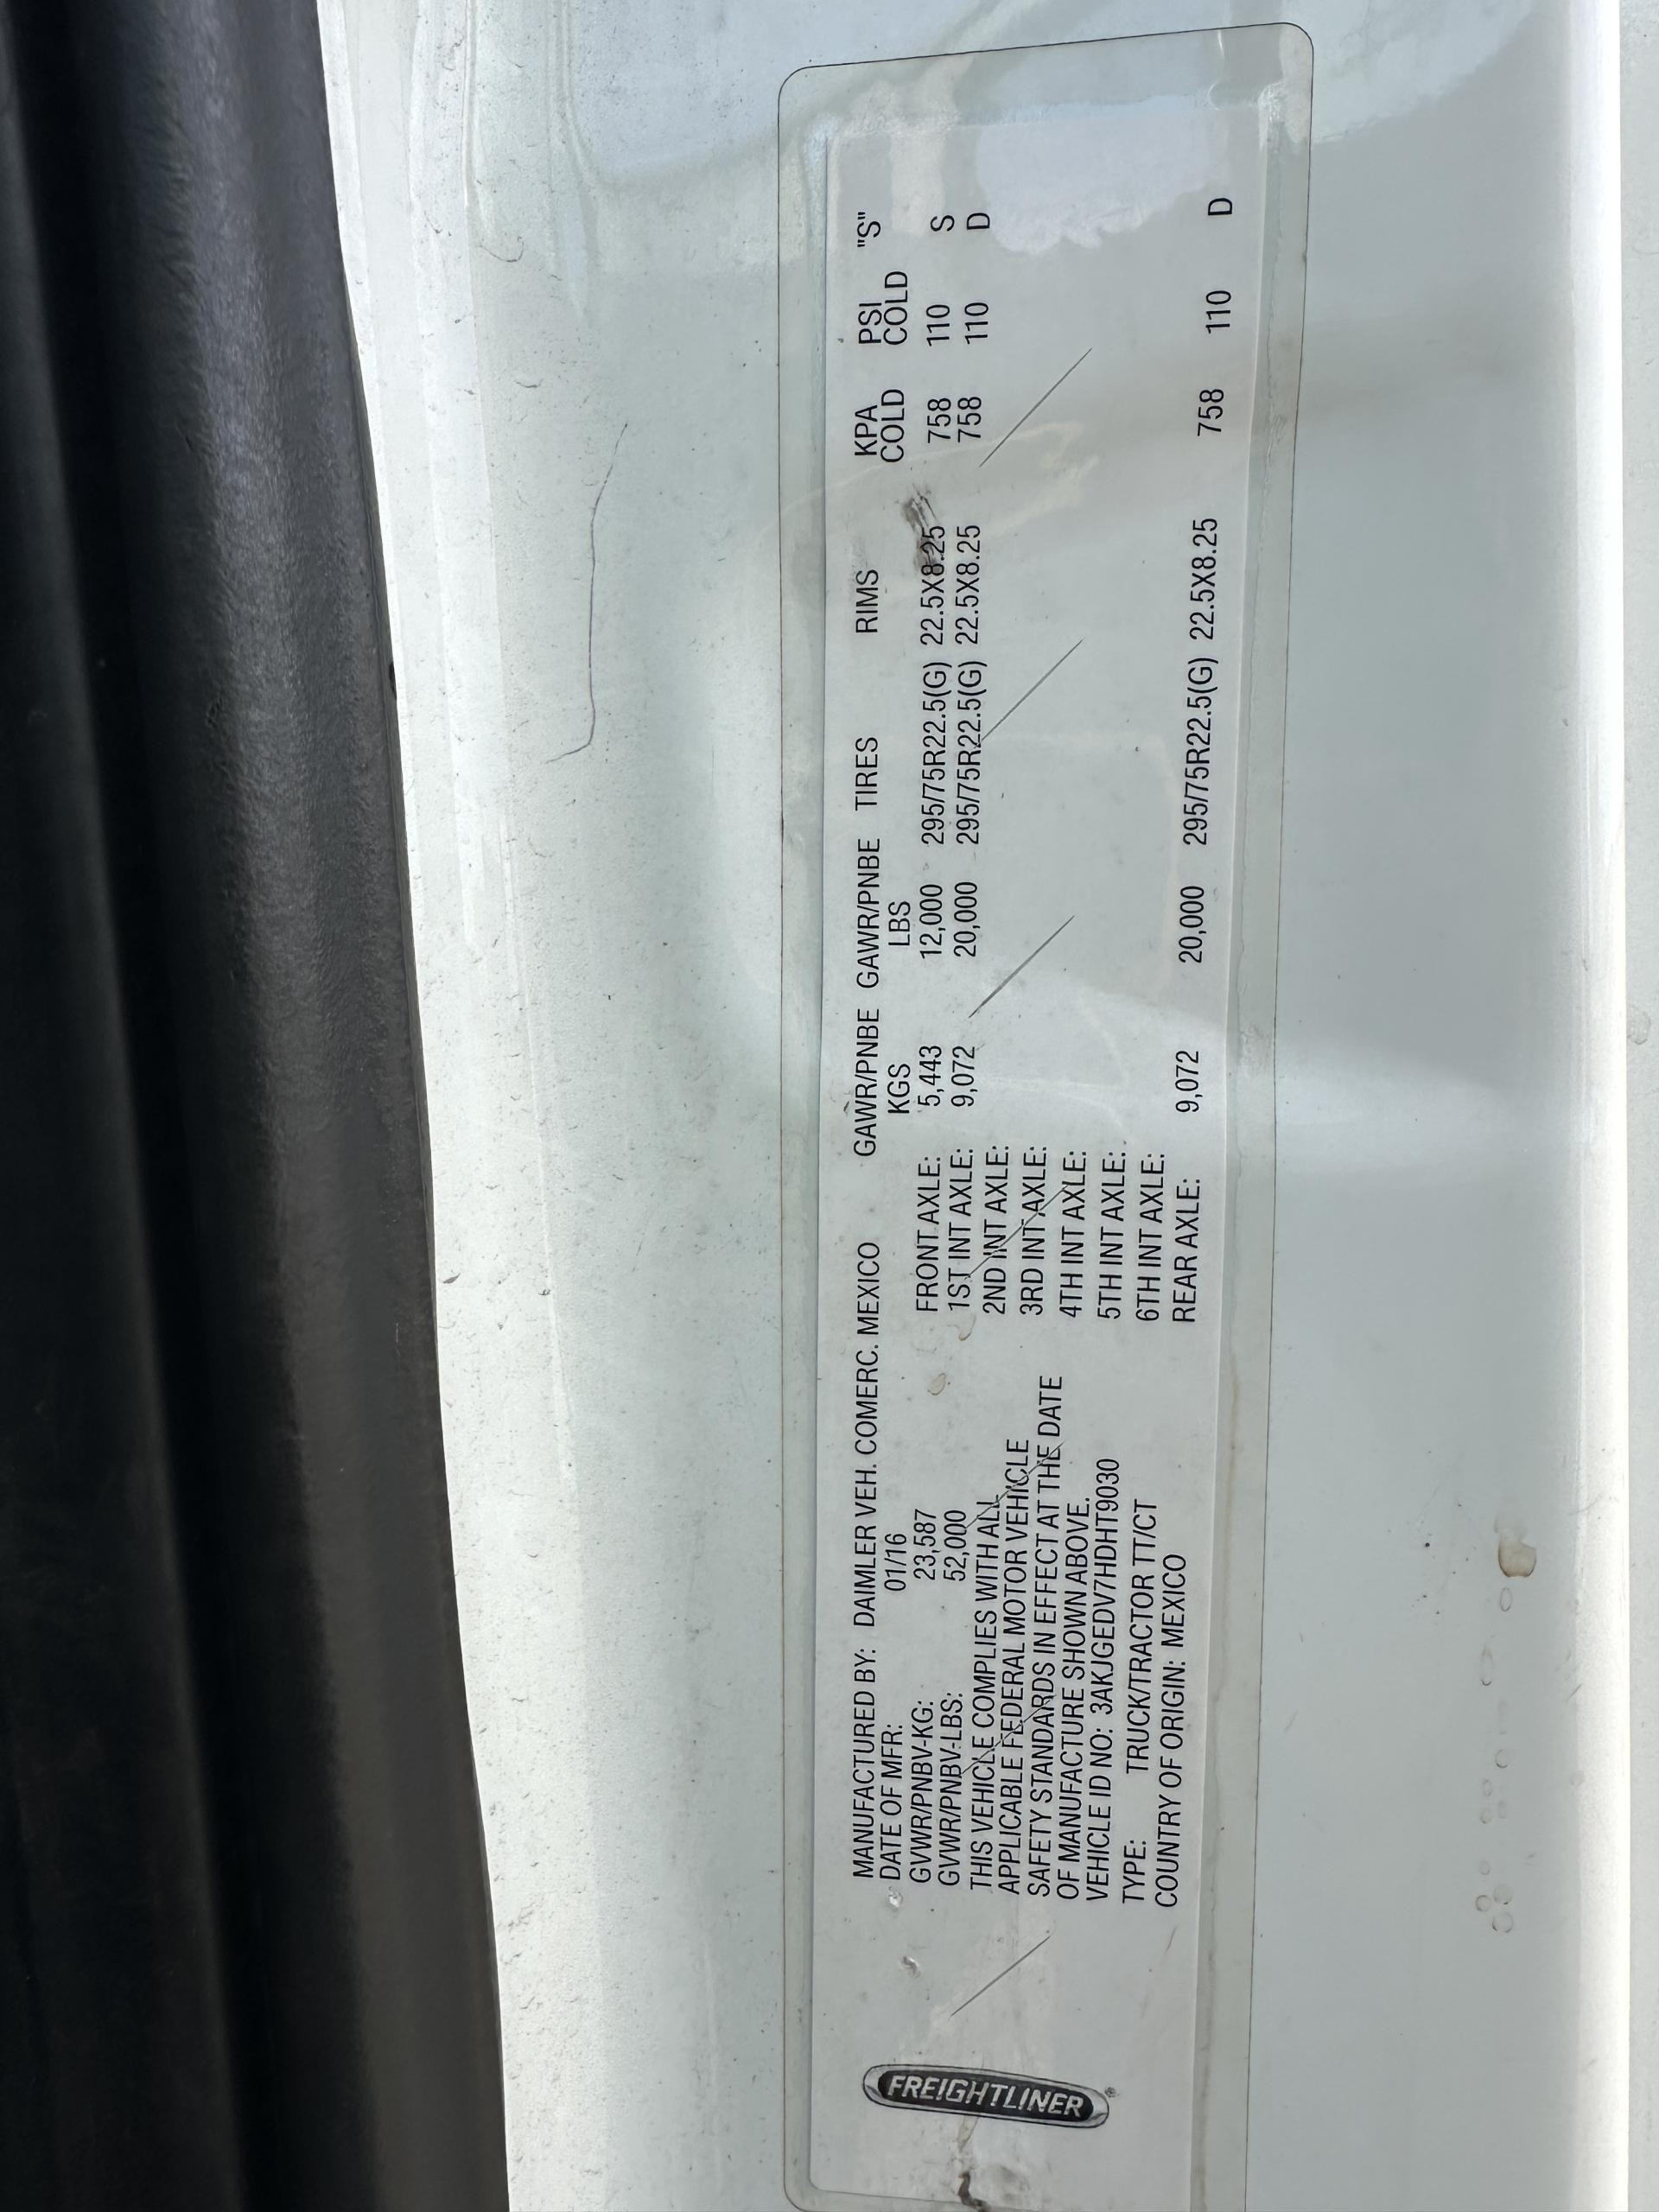 FREIGHTLINER
MANUFACTURED BY: DAIMLER VEH. COMERC. MEXICO
DATE OF MFR: 01/16
GVWR/PNBV-KG: 23,587
GVWR/PNBV-LBS: 52,000
THIS VEHICLE COMPLIES WITH ALL
APPLICABLE FEDERAL MOTOR VEHICLE
SAFETY STANDARDS IN EFFECT AT THE DATE
OF MANUFACTURE SHOWN ABOVE.
VEHICLE ID NO: 3AKJGEDV7HDHT9030
TYPE: TRUCK/TRACTOR TT/CT
COUNTRY OF ORIGIN: MEXICO
GAWR/PNBE GAWR/PNBE TIRES RIMS KPA PSI "S"
KGS LBS COLD COLD
FRONT AXLE: 5,443 12,000 295/75R22.5(G) 22.5X8.25 758 110 S
1ST INT AXLE: 9,072 20,000 295/75R22.5(G) 22.5X8.25 758 110 D
2ND INT AXLE:
3RD INT AXLE:
4TH INT AXLE:
5TH INT AXLE:
6TH INT AXLE:
REAR AXLE: 9,072 20,000 295/75R22.5(G) 22.5X8.25 758 110 D